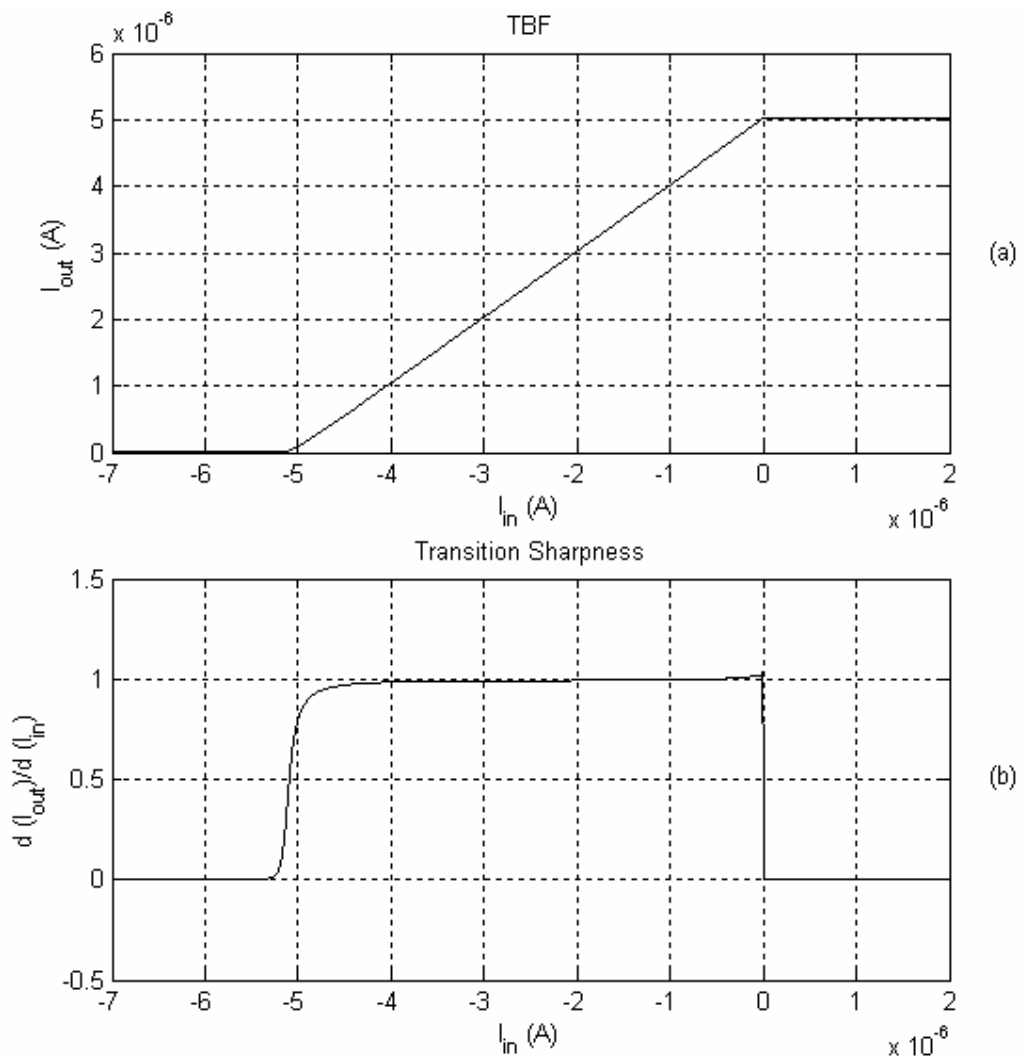 x 10^-6
TBF
6
5
4
3
2
1
0
I_out (A)
(a)
-7 -6 -5 -4 -3 -2 -1 0 1 2
I_in (A)
x 10^-6
Transition Sharpness
1.5
1
0.5
0
-0.5
d (I_out)/d (I_in)
(b)
-7 -6 -5 -4 -3 -2 -1 0 1 2
I_in (A)
x 10^-6